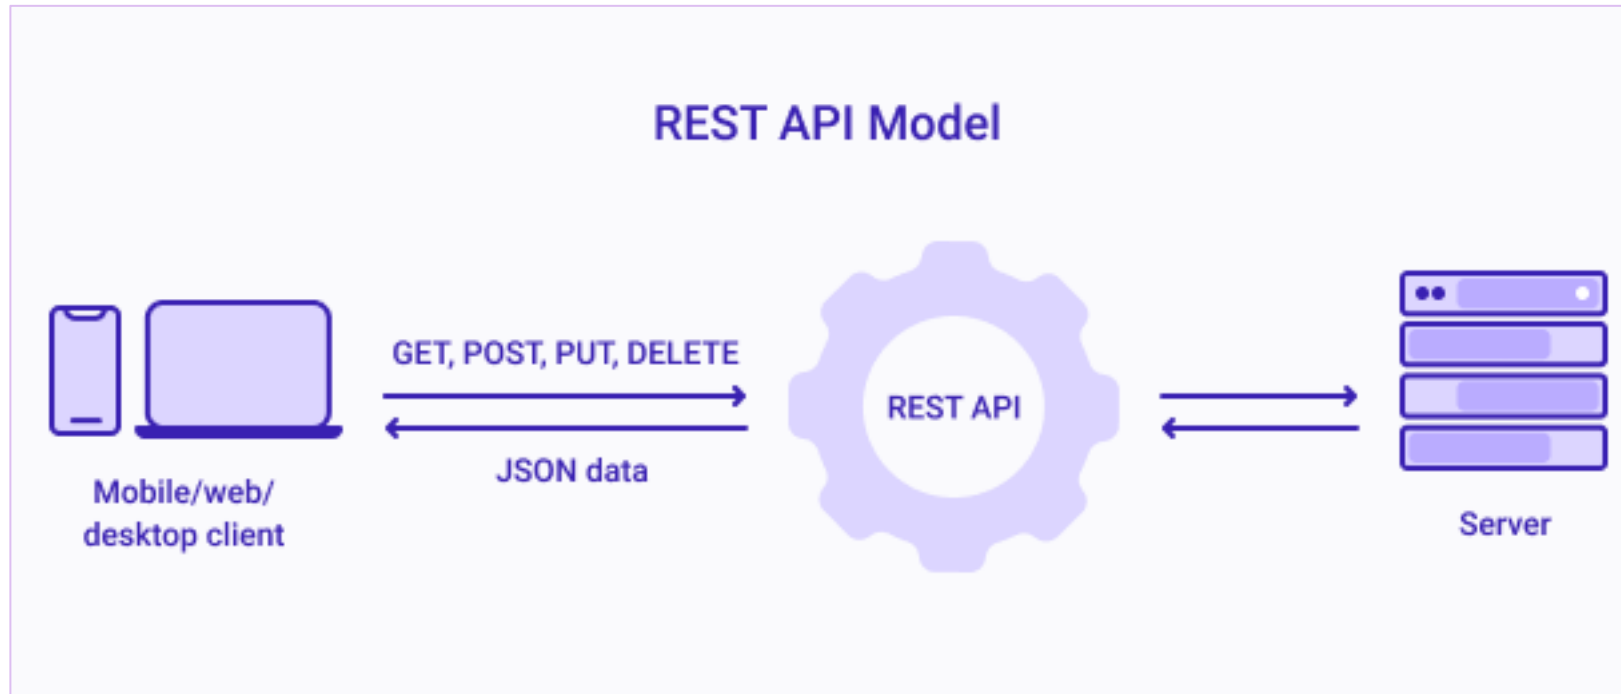 REST API Model
GET, POST, PUT, DELETE
REST API
JSON data
Mobile/web/
desktop client
Server